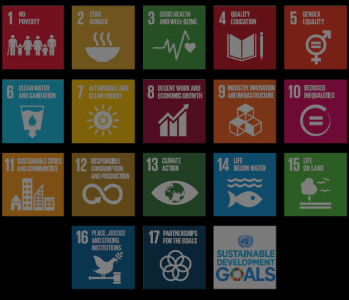 1 NO
POVERTY
2 ZERO
HUNGER
3 GOOD HEALTH
AND WELL-BEING
4 QUALITY
EDUCATION
5 GENDER
EQUALITY
6 CLEAN WATER
AND SANITATION
7 AFFORDABLE AND
CLEAN ENERGY
8 DECENT WORK AND
ECONOMIC GROWTH
9 INDUSTRY, INNOVATION
AND INFRASTRUCTURE
10 REDUCED
INEQUALITIES
11 SUSTAINABLE CITIES
AND COMMUNITIES
12 RESPONSIBLE
CONSUMPTION
AND PRODUCTION
13 CLIMATE
ACTION
14 LIFE
BELOW WATER
15 LIFE
ON LAND
16 PEACE, JUSTICE
AND STRONG
INSTITUTIONS
17 PARTNERSHIPS
FOR THE GOALS
SUSTAINABLE
DEVELOPMENT
GOALS